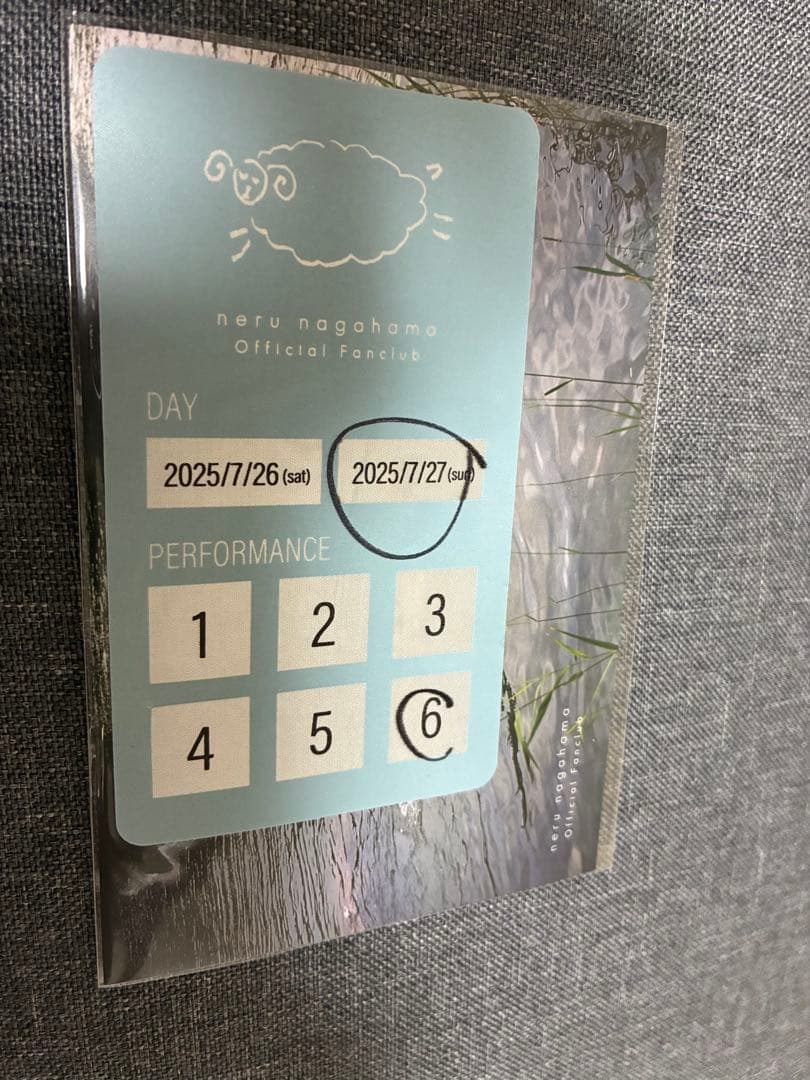 neru nagahama
Official Fanclub
DAY
2025/7/26 (sat) 2025/7/27 (sun)
PERFORMANCE
1 2 3
4 5 6
neru nagahama
Official Fanclub